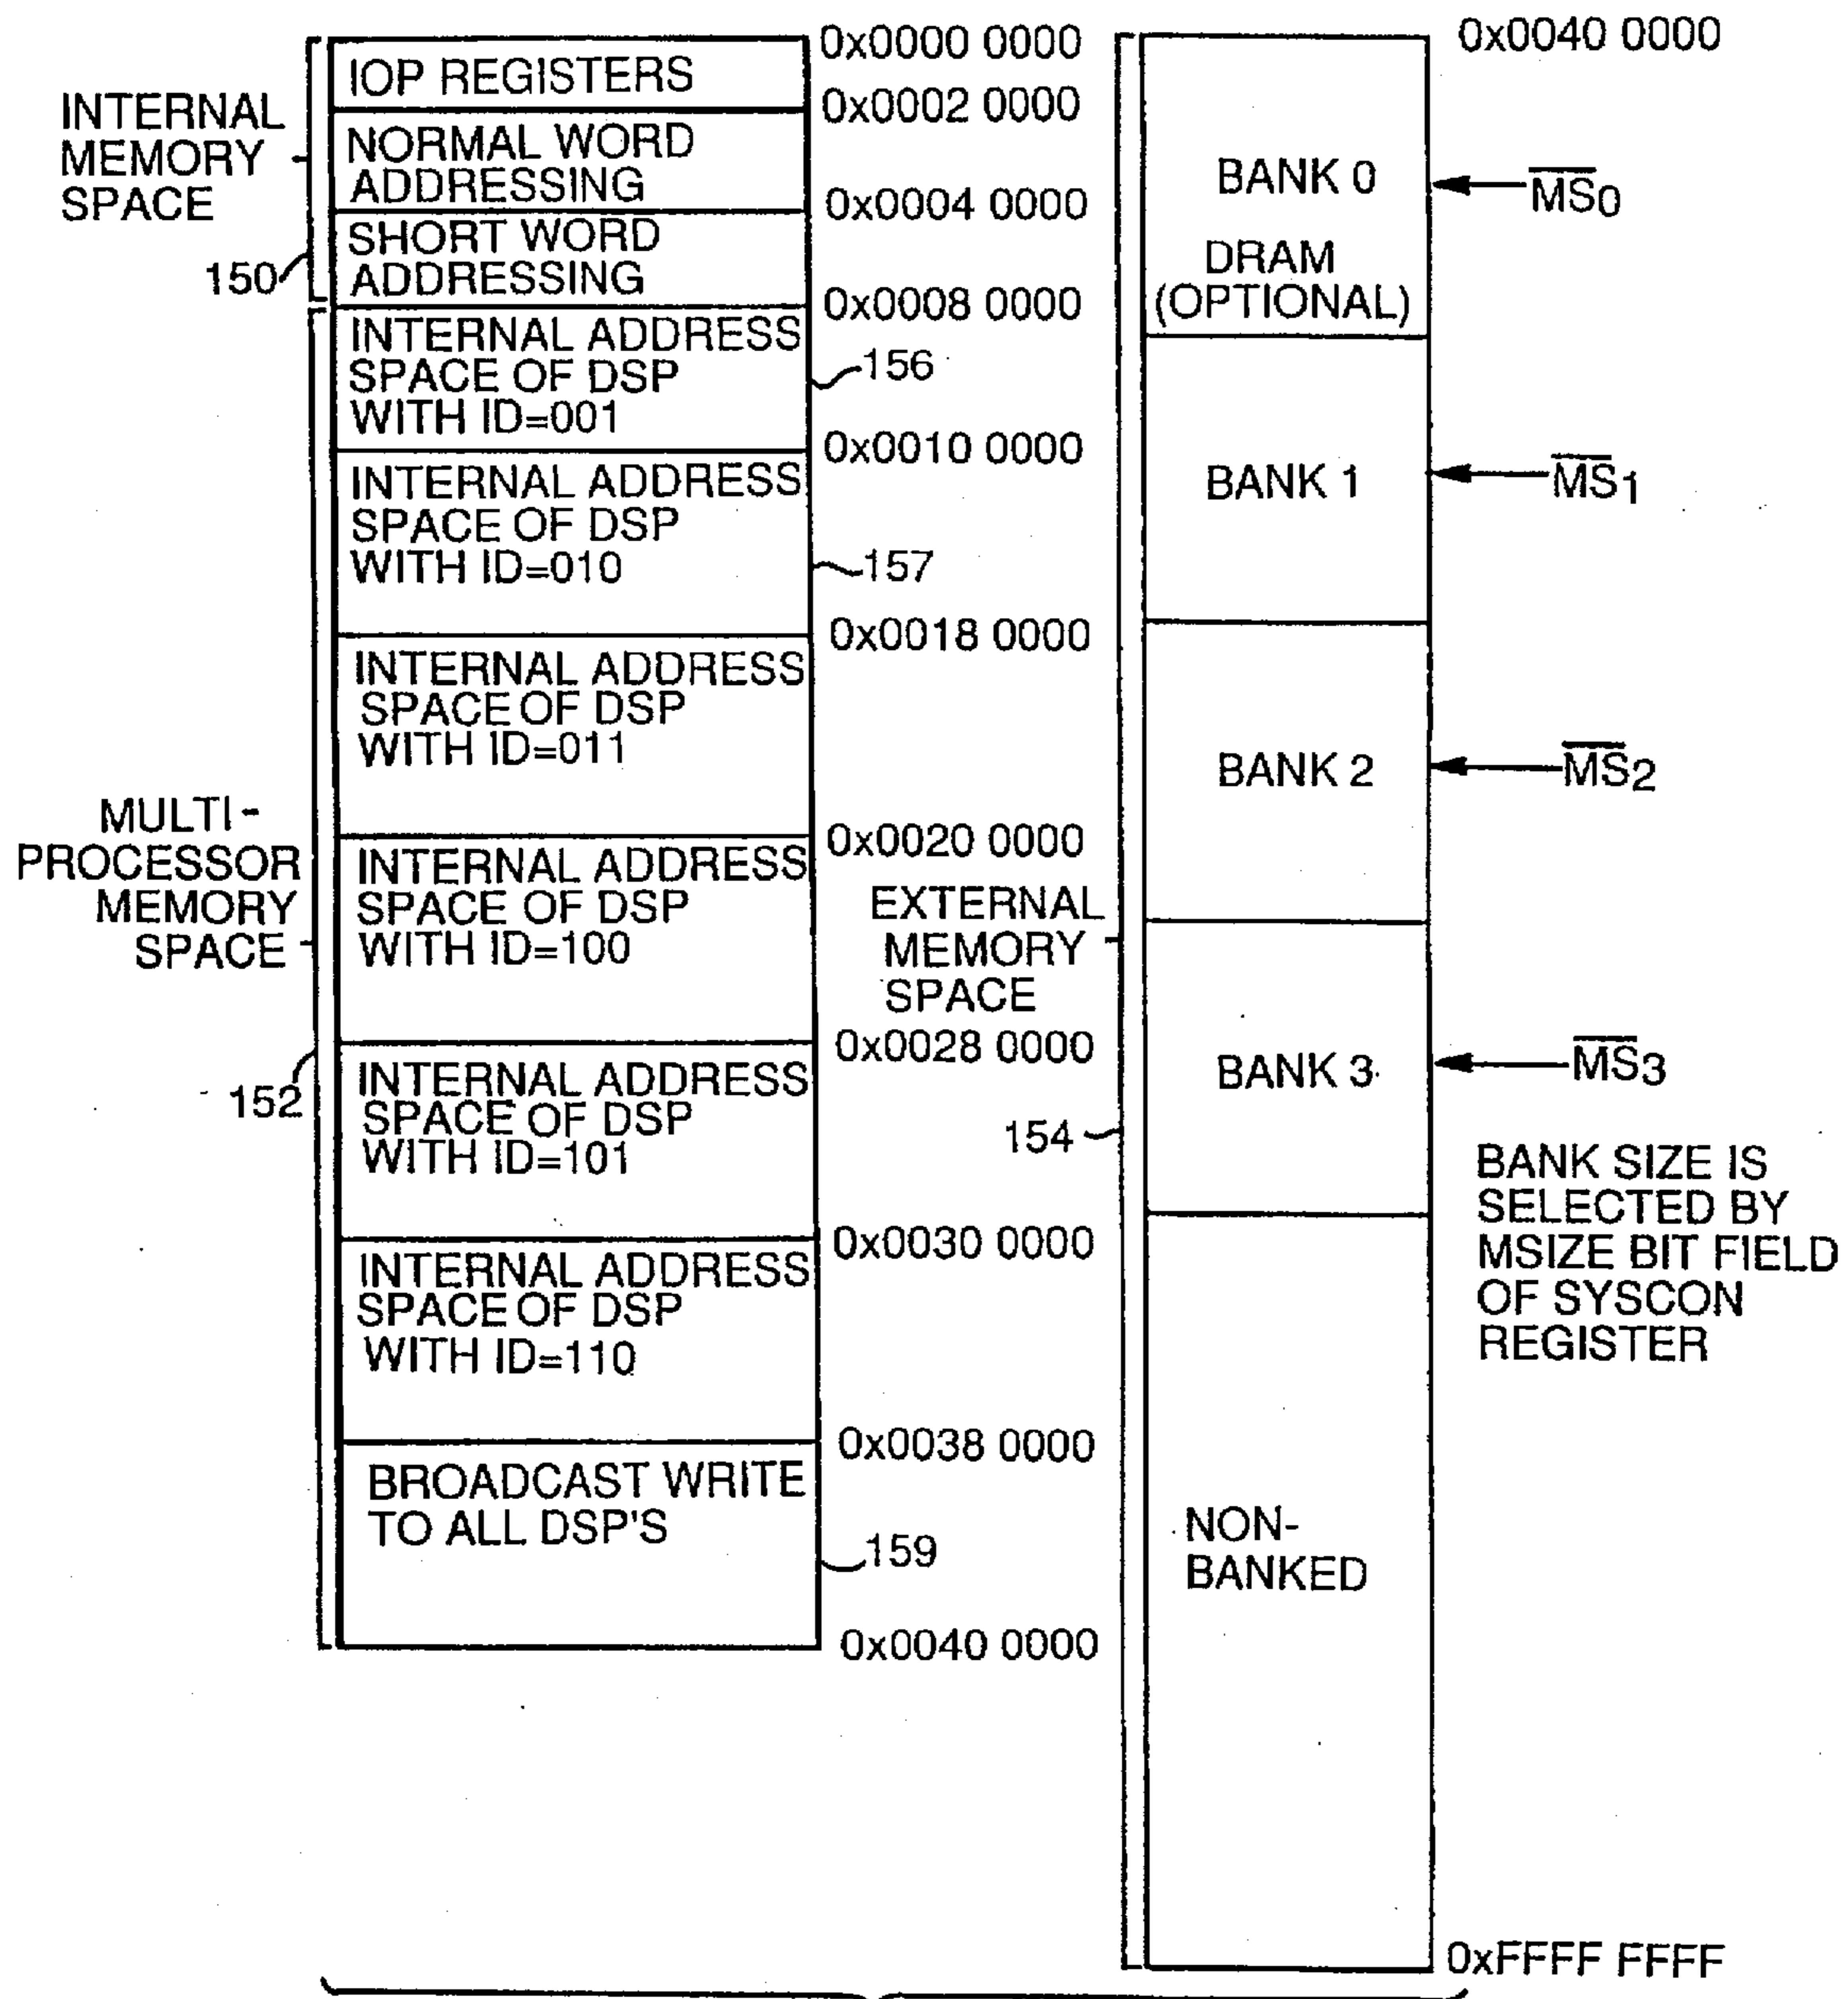 INTERNAL
MEMORY
SPACE
150
IOP REGISTERS
NORMAL WORD
ADDRESSING
SHORT WORD
ADDRESSING
0x0000 0000
0x0002 0000
0x0004 0000
0x0008 0000
MULTI-
PROCESSOR
MEMORY
SPACE
152
INTERNAL ADDRESS
SPACE OF DSP
WITH ID=001
156
0x0010 0000
INTERNAL ADDRESS
SPACE OF DSP
WITH ID=010
157
0x0018 0000
INTERNAL ADDRESS
SPACE OF DSP
WITH ID=011
0x0020 0000
INTERNAL ADDRESS
SPACE OF DSP
WITH ID=100
0x0028 0000
INTERNAL ADDRESS
SPACE OF DSP
WITH ID=101
0x0030 0000
INTERNAL ADDRESS
SPACE OF DSP
WITH ID=110
0x0038 0000
BROADCAST WRITE
TO ALL DSP'S
159
0x0040 0000
EXTERNAL
MEMORY
SPACE
154
0x0040 0000
BANK 0
DRAM
(OPTIONAL)
M̅S̅0
BANK 1
M̅S̅1
BANK 2
M̅S̅2
BANK 3
M̅S̅3
BANK SIZE IS
SELECTED BY
MSIZE BIT FIELD
OF SYSCON
REGISTER
NON-
BANKED
0xFFFF FFFF